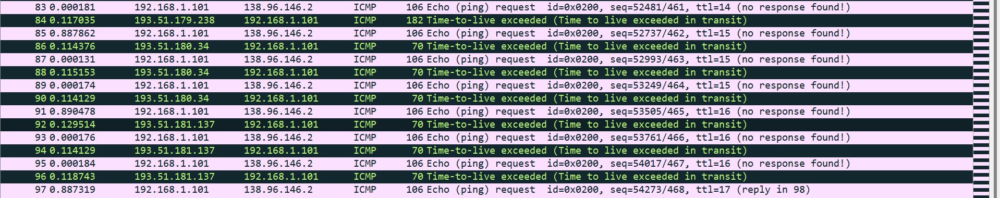 83 0.000181 192.168.1.101 138.96.146.2 ICMP 106 Echo (ping) request id=0x0200, seq=52481/461, ttl=14 (no response found!)
84 0.117035 193.51.179.238 192.168.1.101 ICMP 182 Time-to-live exceeded (Time to live exceeded in transit)
85 0.887862 192.168.1.101 138.96.146.2 ICMP 106 Echo (ping) request id=0x0200, seq=52737/462, ttl=15 (no response found!)
86 0.114376 193.51.180.34 192.168.1.101 ICMP 70 Time-to-live exceeded (Time to live exceeded in transit)
87 0.000131 192.168.1.101 138.96.146.2 ICMP 106 Echo (ping) request id=0x0200, seq=52993/463, ttl=15 (no response found!)
88 0.115153 193.51.180.34 192.168.1.101 ICMP 70 Time-to-live exceeded (Time to live exceeded in transit)
89 0.000174 192.168.1.101 138.96.146.2 ICMP 106 Echo (ping) request id=0x0200, seq=53249/464, ttl=15 (no response found!)
90 0.114129 193.51.180.34 192.168.1.101 ICMP 70 Time-to-live exceeded (Time to live exceeded in transit)
91 0.890478 192.168.1.101 138.96.146.2 ICMP 106 Echo (ping) request id=0x0200, seq=53505/465, ttl=16 (no response found!)
92 0.129514 193.51.181.137 192.168.1.101 ICMP 70 Time-to-live exceeded (Time to live exceeded in transit)
93 0.000176 192.168.1.101 138.96.146.2 ICMP 106 Echo (ping) request id=0x0200, seq=53761/466, ttl=16 (no response found!)
94 0.114129 193.51.181.137 192.168.1.101 ICMP 70 Time-to-live exceeded (Time to live exceeded in transit)
95 0.000184 192.168.1.101 138.96.146.2 ICMP 106 Echo (ping) request id=0x0200, seq=54017/467, ttl=16 (no response found!)
96 0.118743 193.51.181.137 192.168.1.101 ICMP 70 Time-to-live exceeded (Time to live exceeded in transit)
97 0.887319 192.168.1.101 138.96.146.2 ICMP 106 Echo (ping) request id=0x0200, seq=54273/468, ttl=17 (reply in 98)